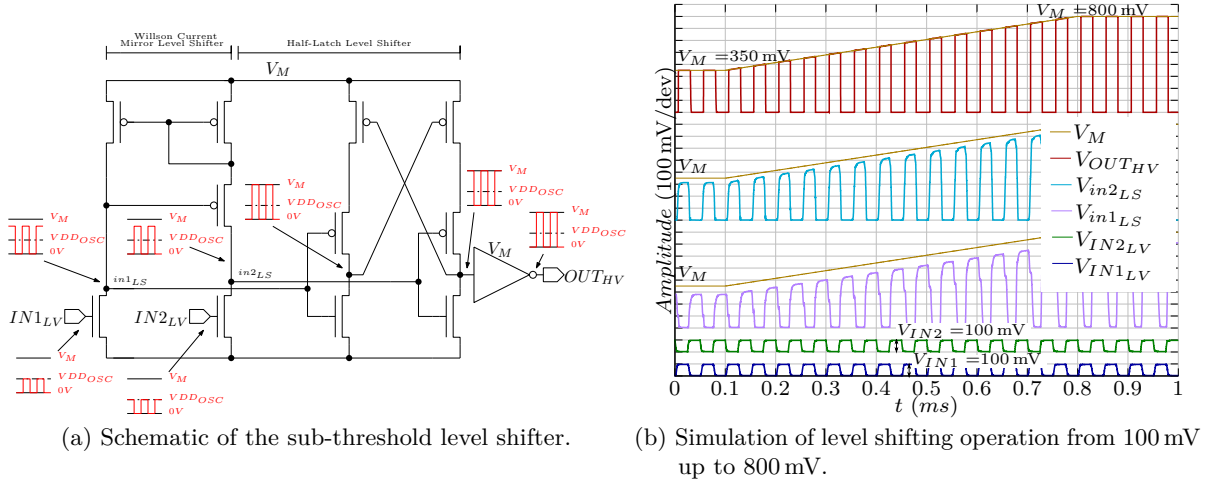 Willson Current
Mirror Level Shifter
Half-Latch Level Shifter
V_M
V_M
VDD_OSC
0V
V_M
VDD_OSC
0V
V_M
VDD_OSC
0V
V_M
VDD_OSC
0V
V_M
VDD_OSC
0V
in1_LS
in2_LS
V_M
OUT_HV
IN1_LV
IN2_LV
V_M
VDD_OSC
0V
V_M
VDD_OSC
0V
(a) Schematic of the sub-threshold level shifter.
Amplitude (100 mV/dev)
V_M =800 mV
V_M =350 mV
V_M
V_M
V_M
V_OUT_HV
V_in2_LS
V_in1_LS
V_IN2_LV
V_IN1_LV
V_IN2 =100 mV
V_IN1 =100 mV
0 0.1 0.2 0.3 0.4 0.5 0.6 0.7 0.8 0.9 1
t (ms)
(b) Simulation of level shifting operation from 100 mV
up to 800 mV.